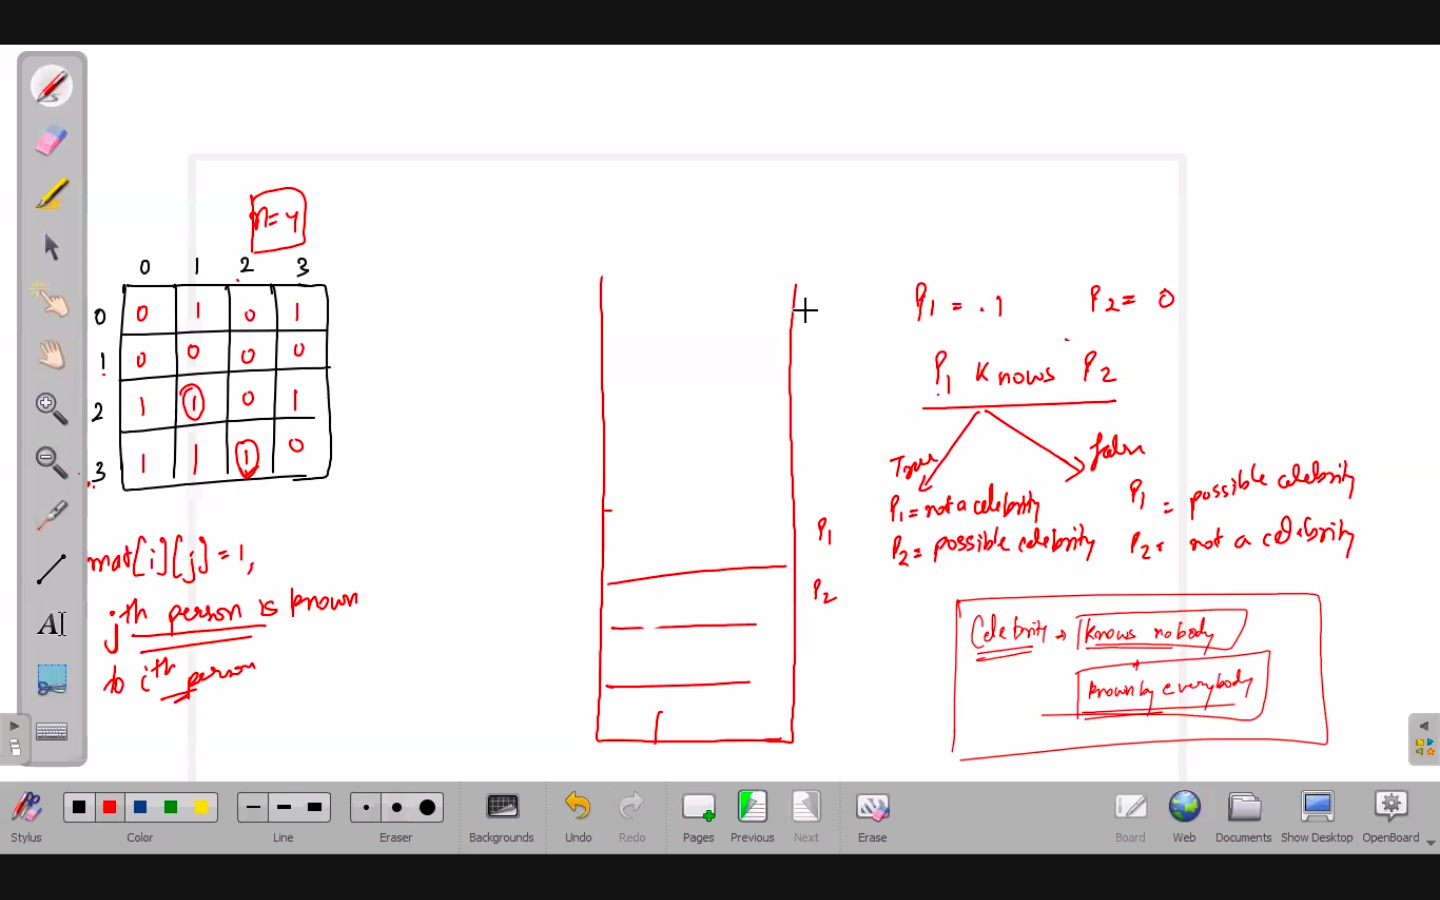 n=4
0 1 2 3
0 0 1 0 1
1 0 0 0 0
2 1 1 0 1
3 1 1 1 0
mat[i][j]=1,
jth person is known
to ith person
P1
P2
P1 = .1 P2 = 0
P1 knows P2
True
false
P1 = not a celebrity
P2 = possible celebrity
P1 = possible celebrity
P2 = not a celebrity
Celebrity → knows nobody
+
known by everybody
Stylus Color Line Eraser Backgrounds Undo Redo Pages Previous Next Erase Board Web Documents Show Desktop OpenBoard